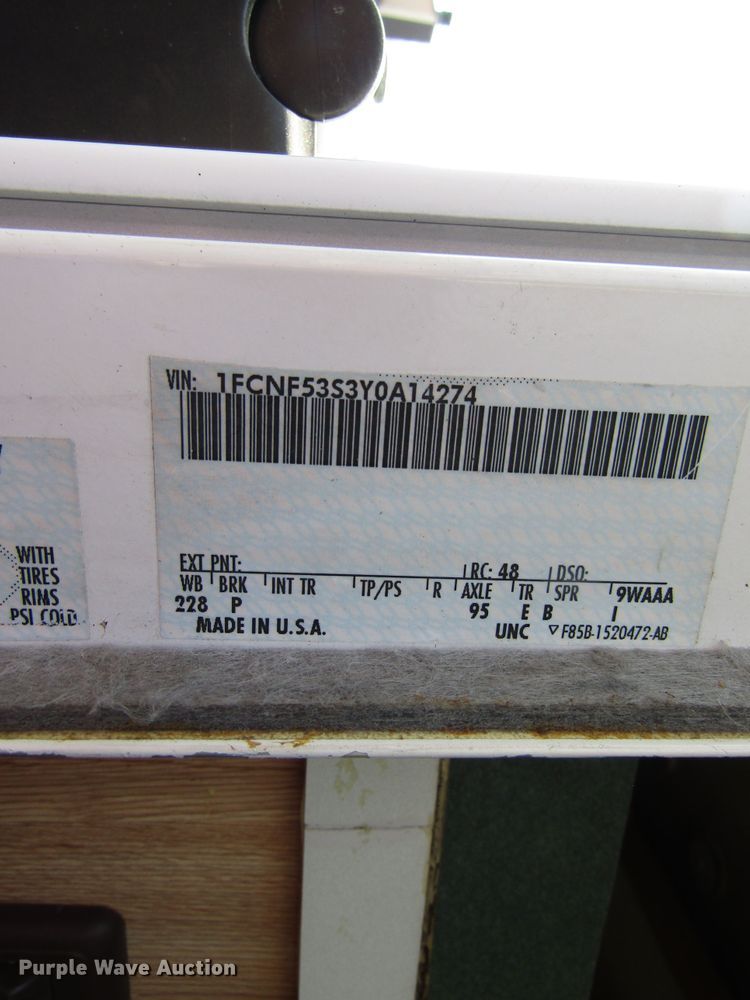 VIN: 1FCNF53S3Y0A14274
WITH
TIRES
RIMS
PSI COLD
EXT PNT: RC: 48 DSO:
WB BRK INT TR TP/PS R AXLE TR SPR 9WAAA
228 P 95 E B I
MADE IN U.S.A. UNC F85B-1520472-AB
Purple Wave Auction